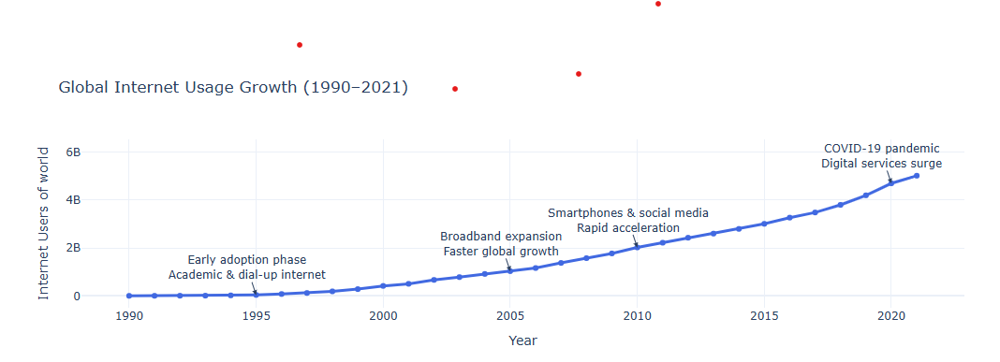 Global Internet Usage Growth (1990–2021)
Internet Users of world
6B
4B
2B
0
COVID-19 pandemic
Digital services surge
Smartphones & social media
Rapid acceleration
Broadband expansion
Faster global growth
Early adoption phase
Academic & dial-up internet
1990 1995 2000 2005 2010 2015 2020
Year